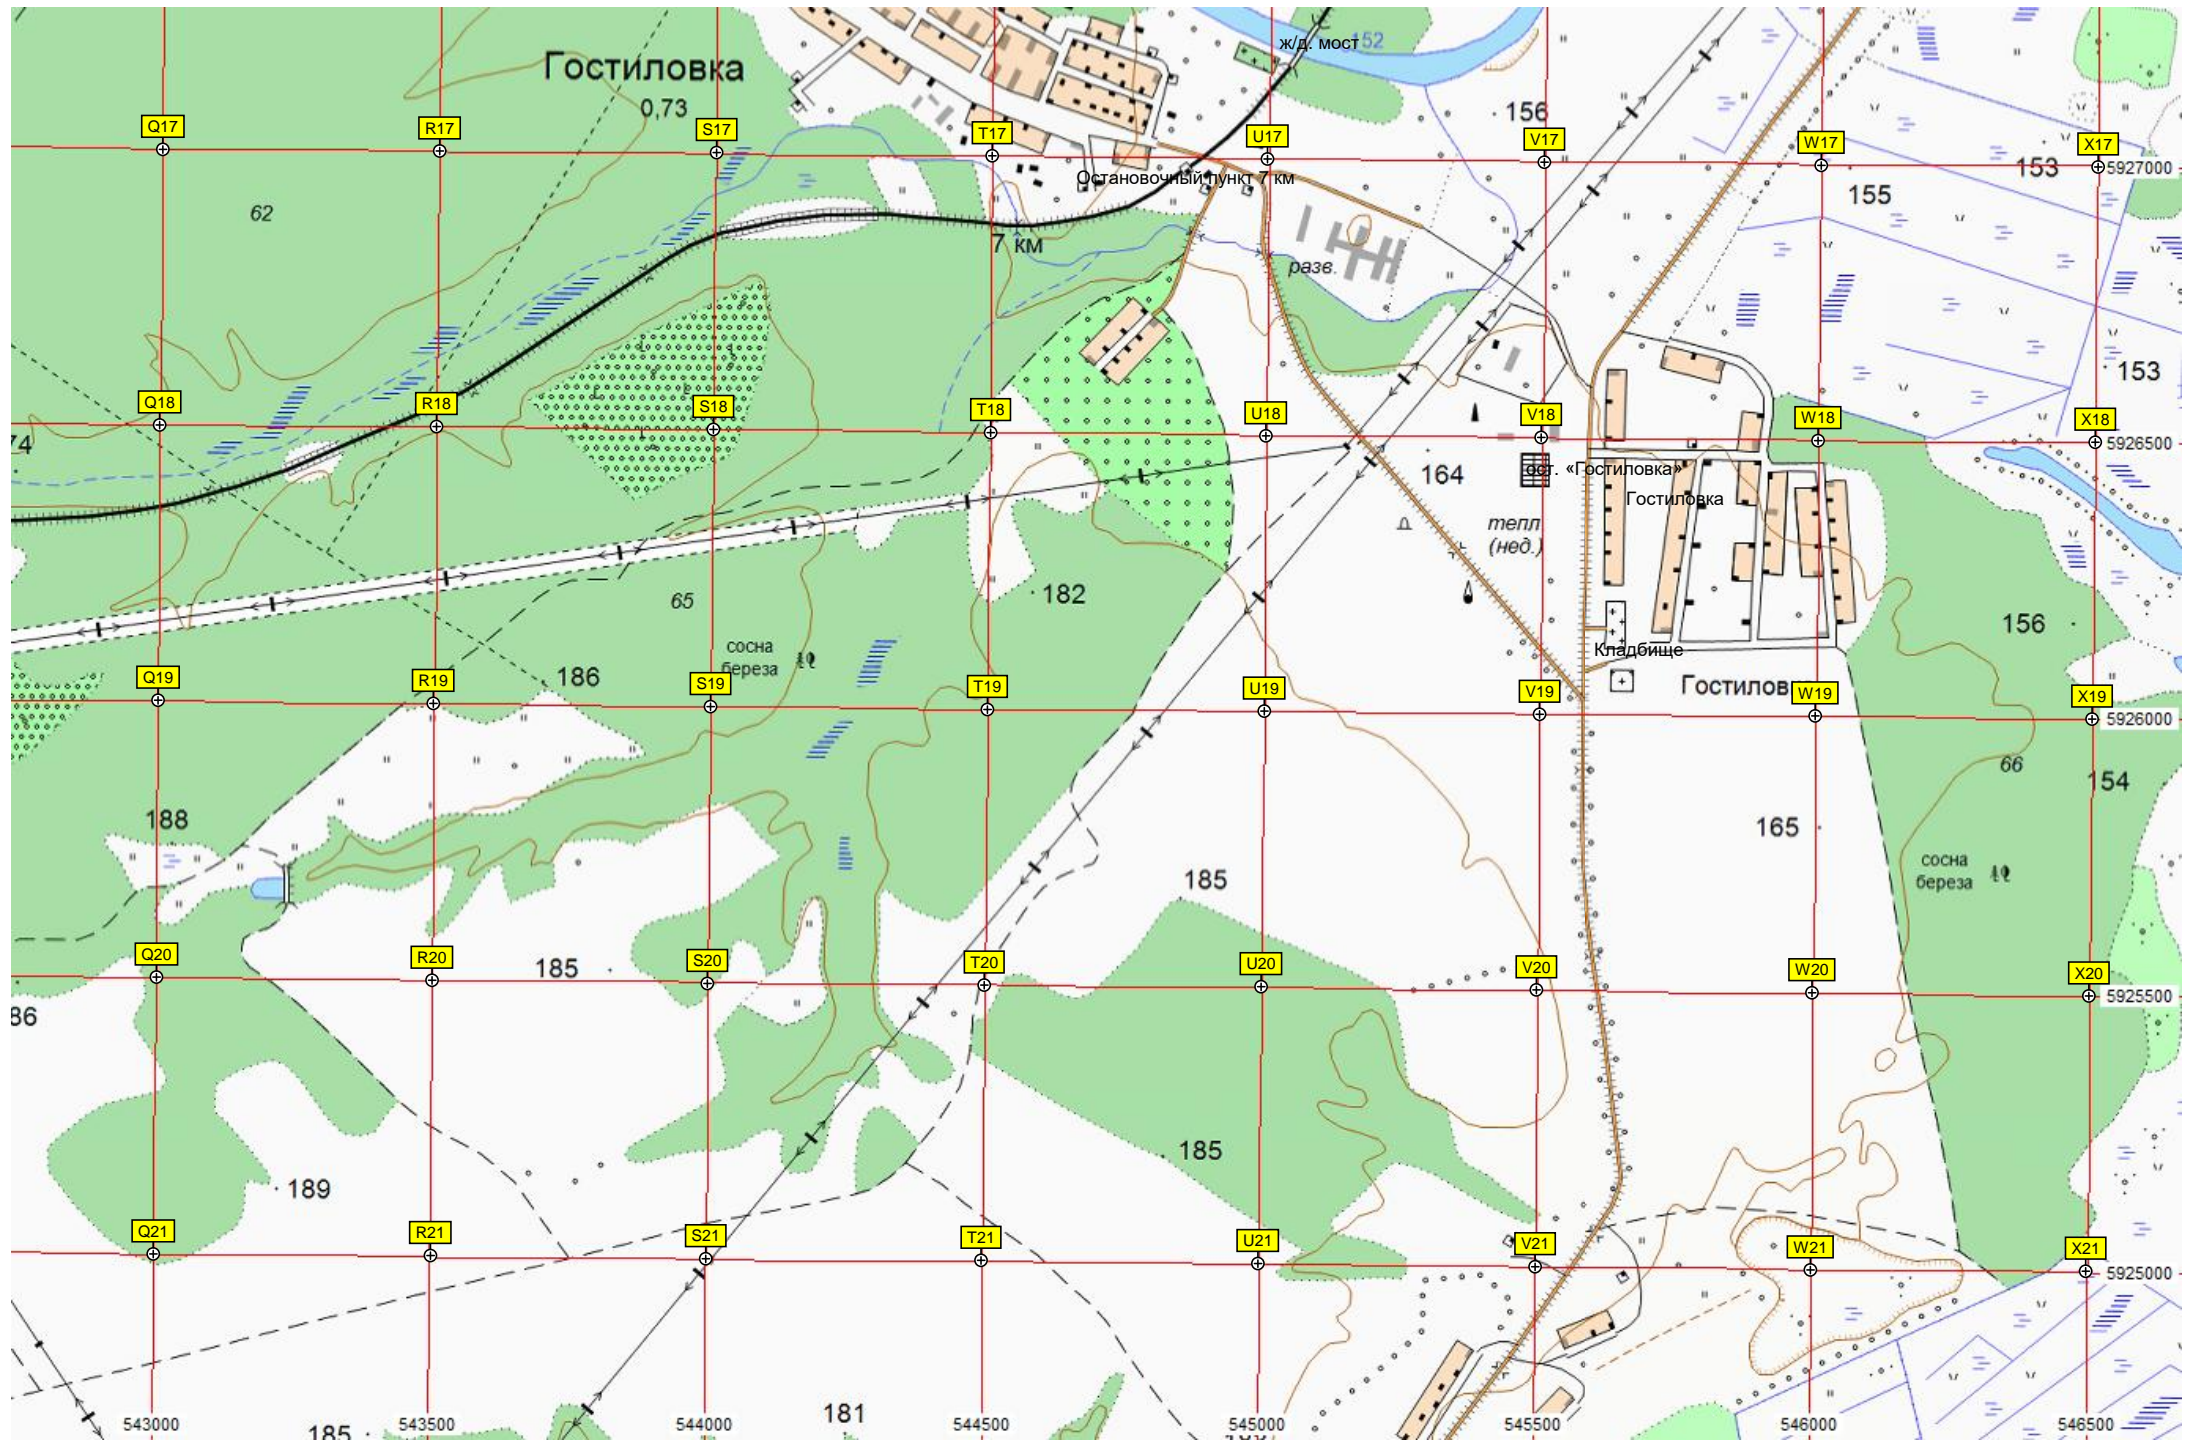 152
ж/д. мост
Гостиловка
0,73
156
Q17
R17
S17
T17
U17
V17
W17
X17
5927000
153
155
Остановочный пункт 7 км
62
7 км
разв.
153
Q18
R18
S18
T18
U18
V18
W18
X18
5926500
74
164
ост. «Гостиловка»
Гостиловка
тепл.
(нед.)
182
65
156
сосна
береза
Кладбище
186
Q19
R19
S19
T19
U19
V19
Гостилов
W19
X19
5926000
66
154
188
165
сосна
береза
185
Q20
R20
S20
T20
U20
V20
W20
X20
5925500
185
86
185
189
Q21
R21
S21
T21
U21
V21
W21
X21
5925000
181
185
543000
543500
544000
544500
545000
545500
546000
546500